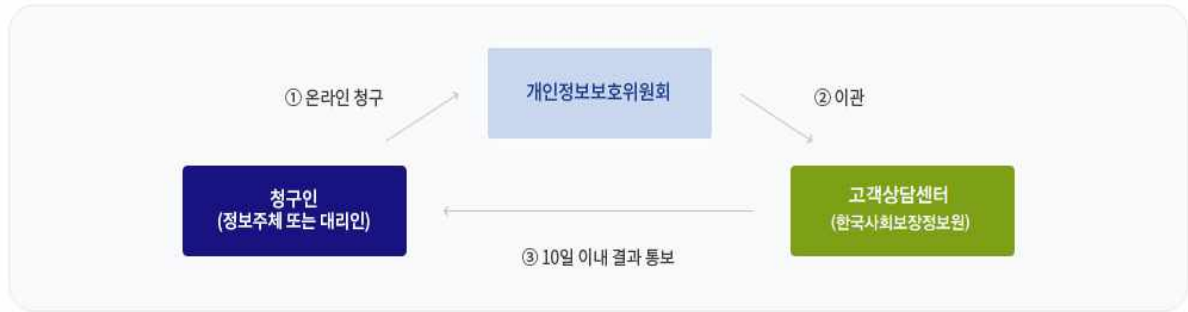 개인정보보호위원회
① 온라인 청구
② 이관
청구인
(정보주체 또는 대리인)
고객상담센터
(한국사회보장정보원)
③ 10일 이내 결과 통보